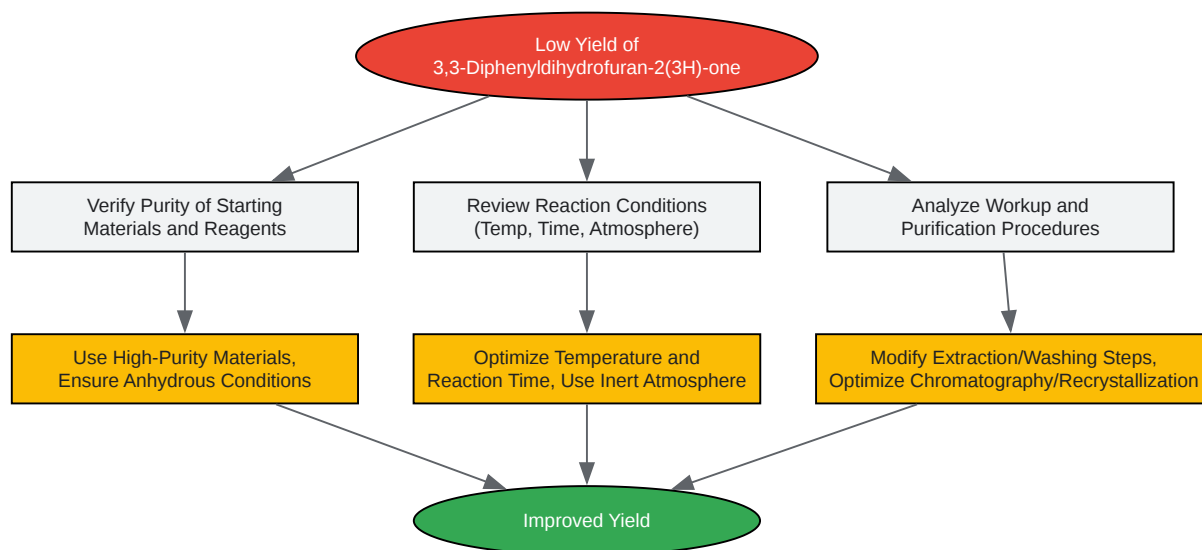 Low Yield of
3,3-Diphenyldihydrofuran-2(3H)-one
Verify Purity of Starting
Materials and Reagents
Review Reaction Conditions
(Temp, Time, Atmosphere)
Analyze Workup and
Purification Procedures
Use High-Purity Materials,
Ensure Anhydrous Conditions
Optimize Temperature and
Reaction Time, Use Inert Atmosphere
Modify Extraction/Washing Steps,
Optimize Chromatography/Recrystallization
Improved Yield